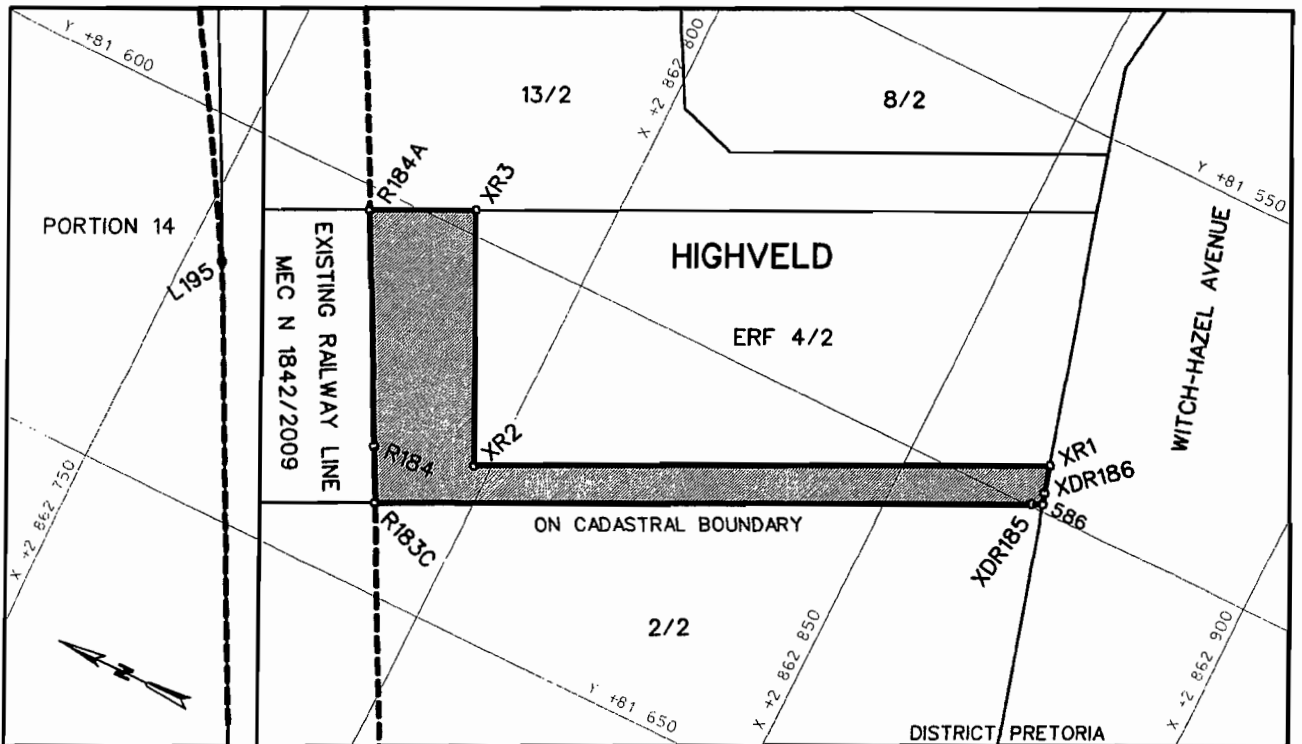 Y +81 600
13/2
X +2 862 800
8/2
R184A
XR3
Y +81 550
PORTION 14
L195
EXISTING RAILWAY LINE
MEC N 1842/2009
HIGHVELD
ERF 4/2
WITCH-HAZEL AVENUE
R184
XR2
XR1
XDR186
586
XDR185
R183C
ON CADASTRAL BOUNDARY
X +2 862 750
2/2
N
Y +81 650
X +2 862 850
X +2 862 900
DISTRICT PRETORIA